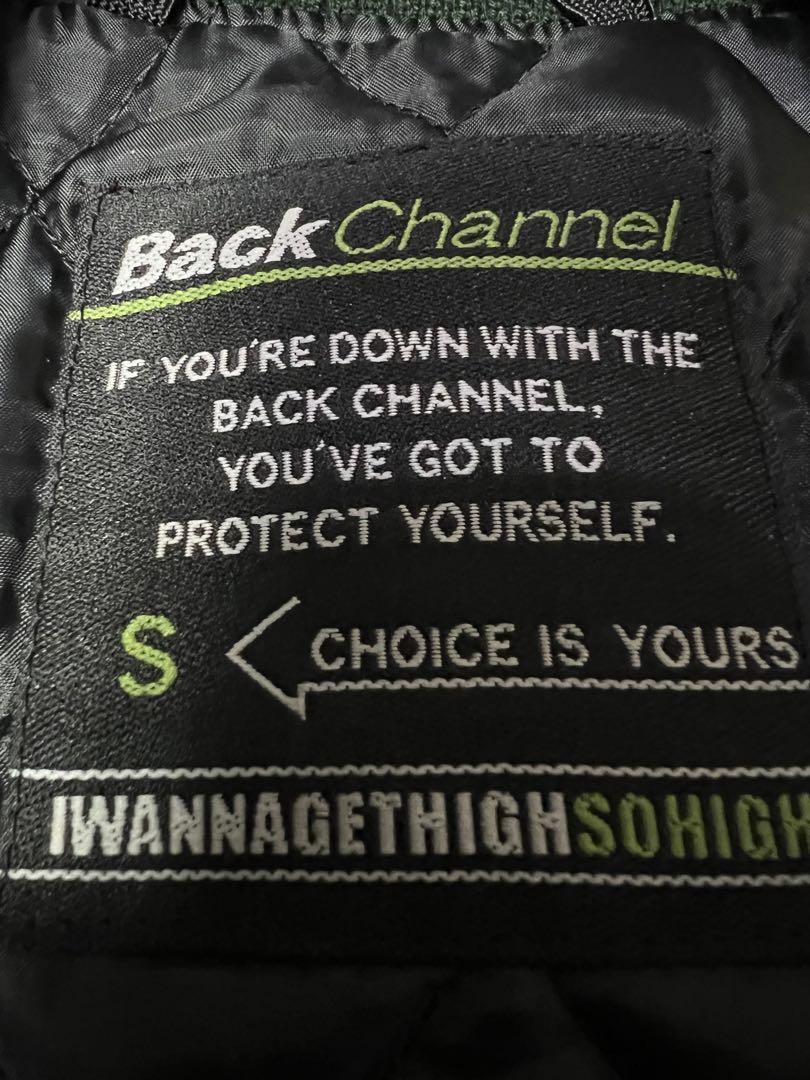 Back Channel
IF YOU'RE DOWN WITH THE
BACK CHANNEL,
YOU'VE GOT TO
PROTECT YOURSELF.
S CHOICE IS YOURS
IWANNAGETHIGHSOHIGH